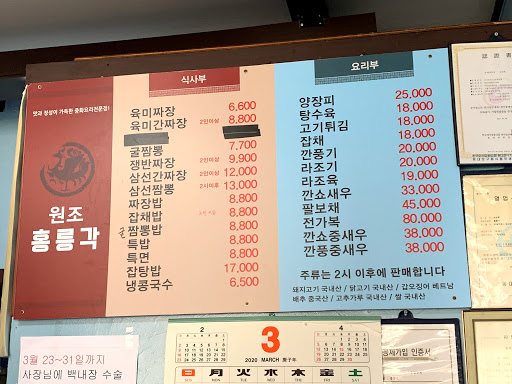 식사부
맛과 정성이 가득한 중화요리전문점!
원조
홍릉각
육미짜장 6,600
육미간짜장 2인이상 8,800
굴짬뽕 7,700
쟁반짜장 2인이상 9,900
삼선간짜장 2인이상 12,000
삼선짬뽕 2시이후 13,000
짜장밥 8,800
잡채밥 8,800
굴짬뽕밥 8,800
특밥 8,800
특면 8,800
잡탕밥 17,000
냉콩국수 6,500
요리부
양장피 25,000
탕수육 18,000
고기튀김 18,000
잡채 18,000
깐풍기 20,000
라조기 20,000
라조육 19,000
깐쇼새우 33,000
팔보채 45,000
전가복 80,000
깐쇼중새우 38,000
깐풍중새우 38,000
주류는 2시 이후에 판매합니다
돼지고기 국내산 / 닭고기 국내산 / 갑오징어 베트남
배추 중국산 / 고추가루 국내산 / 쌀 국내산
3월 23~31일까지
사장님에 백내장 수술
2
3
4
2020 MARCH 庚子年
日 月 火 水 木 金 土